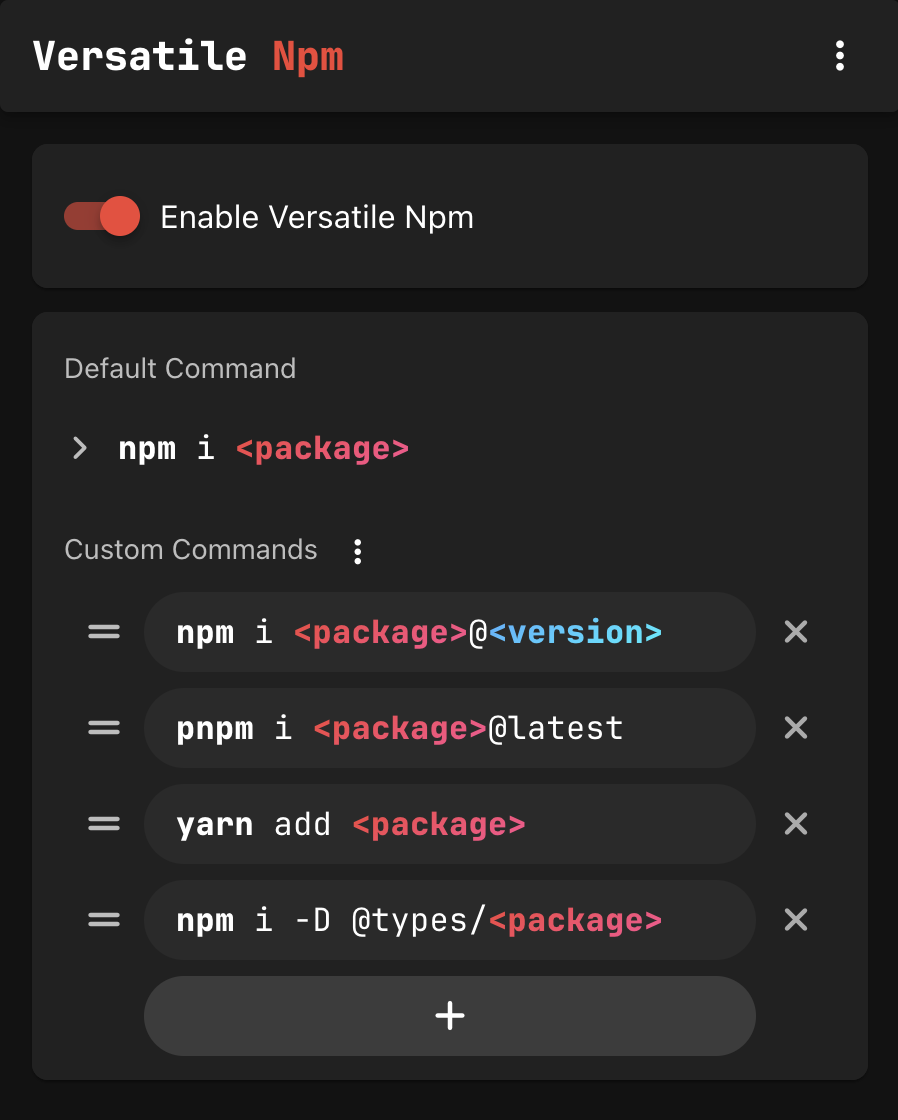 Versatile Npm
Enable Versatile Npm
Default Command
npm i <package>
Custom Commands
npm i <package>@<version>
pnpm i <package>@latest
yarn add <package>
npm i -D @types/<package>